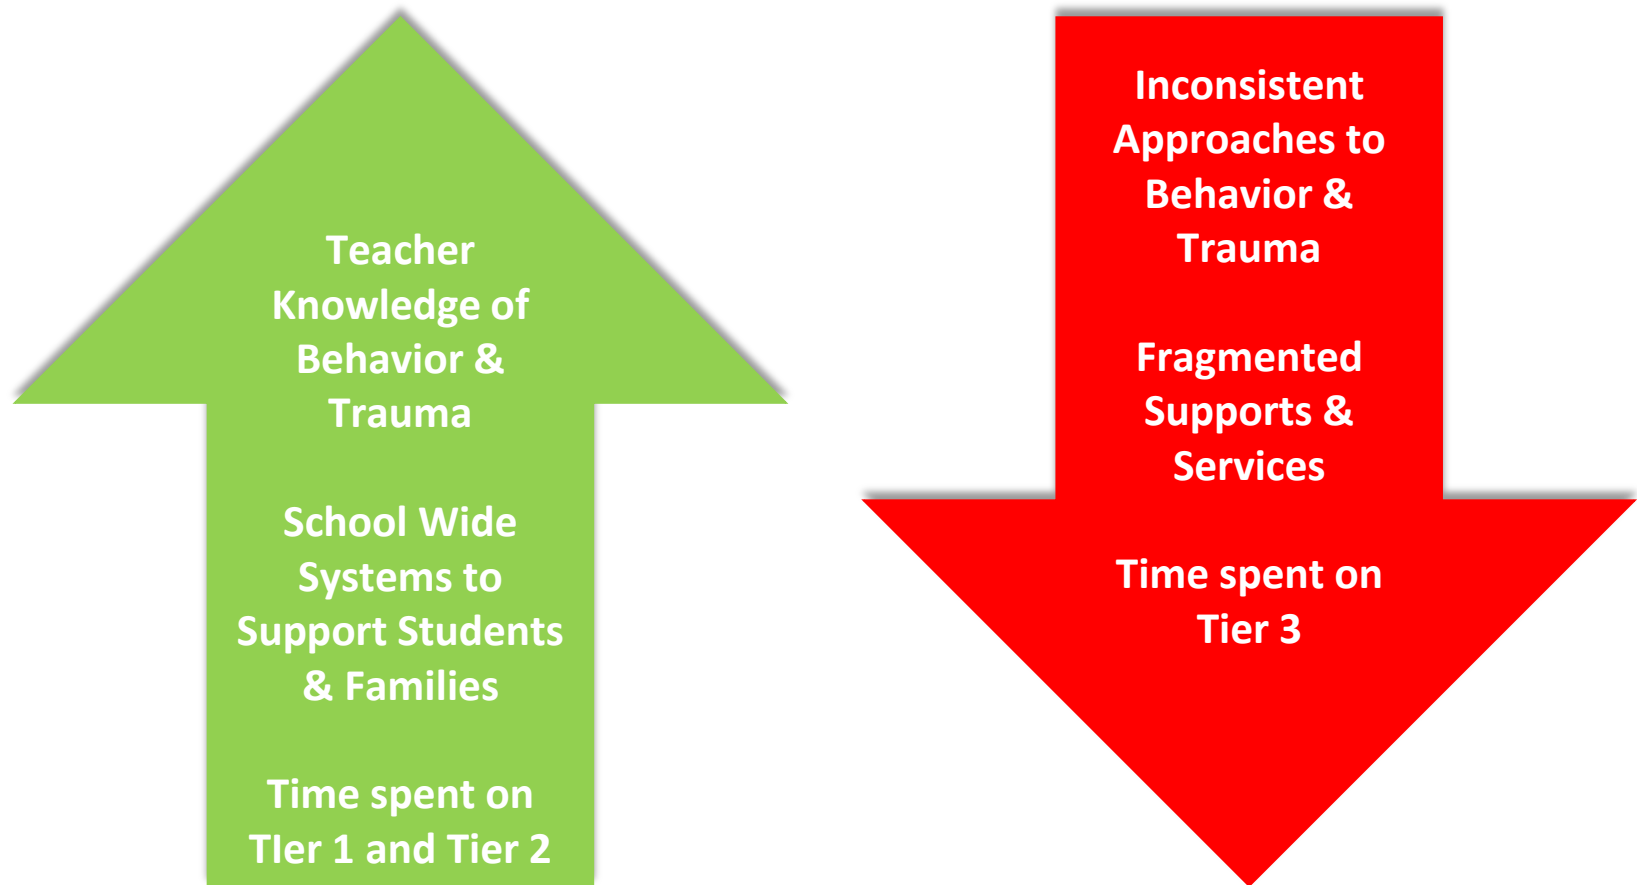 Teacher
Knowledge of
Behavior &
Trauma
School Wide
Systems to
Support Students
& Families
Time spent on
TIer 1 and Tier 2
Inconsistent
Approaches to
Behavior &
Trauma
Fragmented
Supports &
Services
Time spent on
Tier 3